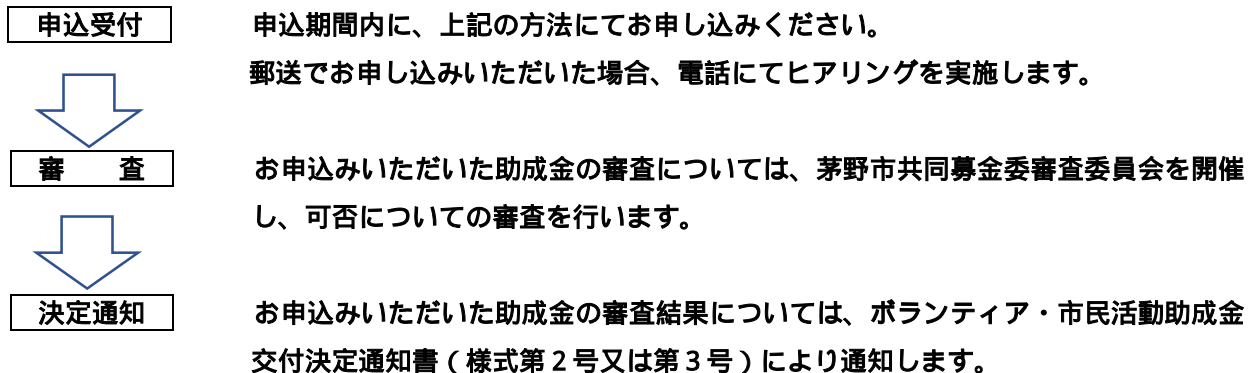 申込受付 申込期間内に、上記の方法にてお申し込みください。
郵送でお申し込みいただいた場合、電話にてヒアリングを実施します。
審　　査 お申込みいただいた助成金の審査については、茅野市共同募金委審査委員会を開催
し、可否についての審査を行います。
決定通知 お申込みいただいた助成金の審査結果については、ボランティア・市民活動助成金
交付決定通知書（様式第２号又は第３号）により通知します。